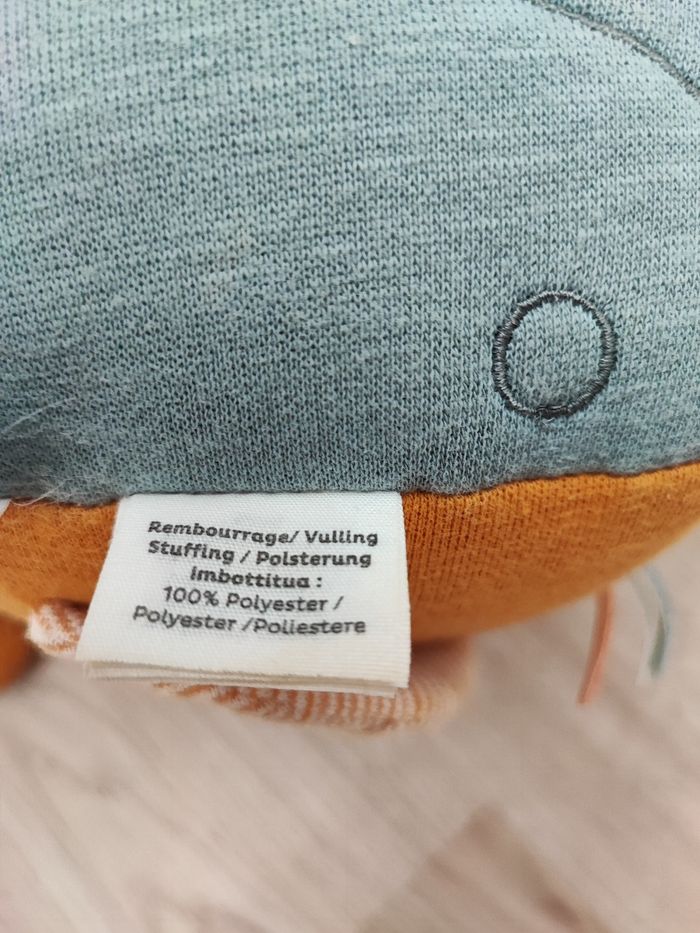 Rembourrage/ Vulling
Stuffing / Polsterung
Imbottitua :
100% Polyester /
Polyester /Poliestere